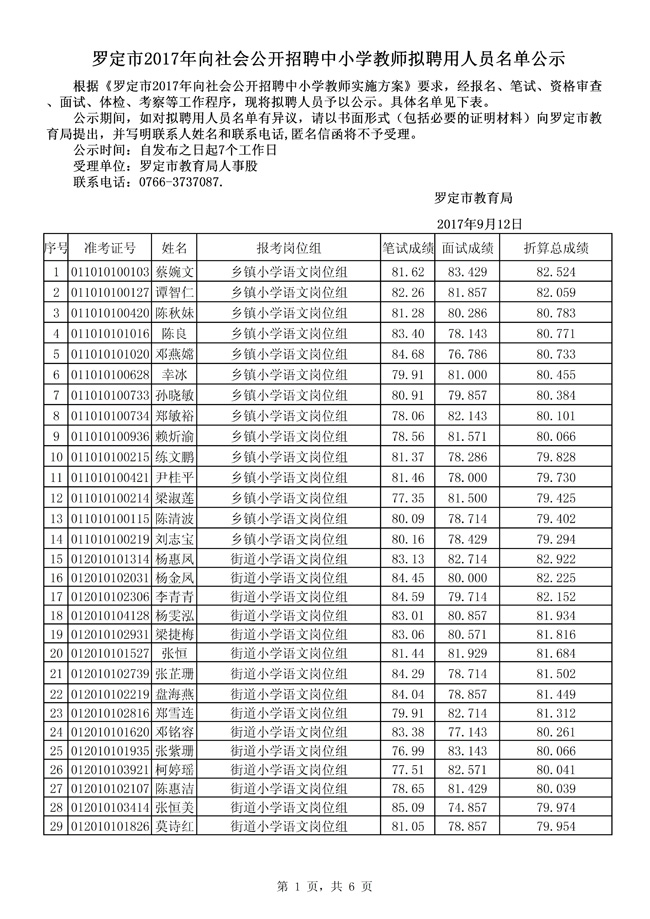 罗定市2017年向社会公开招聘中小学教师拟聘用人员名单公示
根据《罗定市2017年向社会公开招聘中小学教师实施方案》要求，经报名、笔试、资格审查
、面试、体检、考察等工作程序，现将拟聘人员予以公示。具体名单见下表。
公示期间，如对拟聘用人员名单有异议，请以书面形式（包括必要的证明材料）向罗定市教
育局提出，并写明联系人姓名和联系电话,匿名信函将不予受理。
公示时间：自发布之日起7个工作日
受理单位：罗定市教育局人事股
联系电话：0766-3737087.
罗定市教育局
2017年9月12日
序号 准考证号 姓名 报考岗位组 笔试成绩 面试成绩 折算总成绩
1 011010100103 蔡婉文 乡镇小学语文岗位组 81.62 83.429 82.524
2 011010100127 谭智仁 乡镇小学语文岗位组 82.26 81.857 82.059
3 011010100420 陈秋妹 乡镇小学语文岗位组 81.28 80.286 80.783
4 011010101016 陈良 乡镇小学语文岗位组 83.40 78.143 80.771
5 011010101020 邓燕嫦 乡镇小学语文岗位组 84.68 76.786 80.733
6 011010100628 幸冰 乡镇小学语文岗位组 79.91 81.000 80.455
7 011010100733 孙晓敏 乡镇小学语文岗位组 80.91 79.857 80.384
8 011010100734 郑敏裕 乡镇小学语文岗位组 78.06 82.143 80.101
9 011010100936 赖炘渝 乡镇小学语文岗位组 78.56 81.571 80.066
10 011010100215 练文鹏 乡镇小学语文岗位组 81.37 78.286 79.828
11 011010100421 尹桂平 乡镇小学语文岗位组 81.46 78.000 79.730
12 011010100214 梁淑莲 乡镇小学语文岗位组 77.35 81.500 79.425
13 011010100115 陈清波 乡镇小学语文岗位组 80.09 78.714 79.402
14 011010100219 刘志宝 乡镇小学语文岗位组 80.16 78.429 79.294
15 012010101314 杨惠凤 街道小学语文岗位组 83.13 82.714 82.922
16 012010102031 杨金凤 街道小学语文岗位组 84.45 80.000 82.225
17 012010102306 李青青 街道小学语文岗位组 84.59 79.714 82.152
18 012010104128 杨雯泓 街道小学语文岗位组 83.01 80.857 81.934
19 012010102931 梁捷梅 街道小学语文岗位组 83.06 80.571 81.816
20 012010101527 张恒 街道小学语文岗位组 81.44 81.929 81.684
21 012010102739 张芷珊 街道小学语文岗位组 84.29 78.714 81.502
22 012010102219 盘海燕 街道小学语文岗位组 84.04 78.857 81.449
23 012010102816 郑雪连 街道小学语文岗位组 79.91 82.714 81.312
24 012010101620 邓铭容 街道小学语文岗位组 83.38 77.143 80.261
25 012010101935 张紫珊 街道小学语文岗位组 76.99 83.143 80.066
26 012010103921 柯婷瑶 街道小学语文岗位组 77.51 82.571 80.041
27 012010102107 陈惠洁 街道小学语文岗位组 78.65 81.429 80.039
28 012010103414 张恒美 街道小学语文岗位组 85.09 74.857 79.974
29 012010101826 莫诗红 街道小学语文岗位组 81.05 78.857 79.954
第 1 页，共 6 页